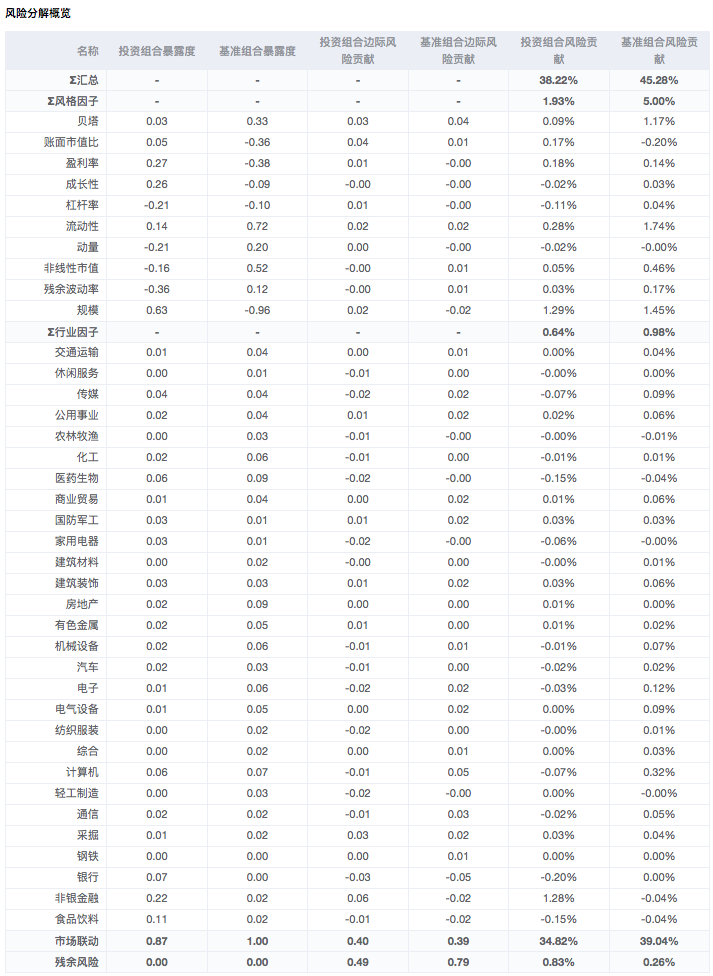 风险分解概览
名称 投资组合暴露度 基准组合暴露度 投资组合边际风险贡献 基准组合边际风险贡献 投资组合风险贡献 基准组合风险贡献
Σ汇总 - - - - 38.22% 45.28%
Σ风格因子 - - - - 1.93% 5.00%
贝塔 0.03 0.33 0.03 0.04 0.09% 1.17%
账面市值比 0.05 -0.36 0.04 0.01 0.17% -0.20%
盈利率 0.27 -0.38 0.01 -0.00 0.18% 0.14%
成长性 0.26 -0.09 -0.00 -0.00 -0.02% 0.03%
杠杆率 -0.21 -0.10 0.01 -0.00 -0.11% 0.04%
流动性 0.14 0.72 0.02 0.02 0.28% 1.74%
动量 -0.21 0.20 0.00 -0.00 -0.02% -0.00%
非线性市值 -0.16 0.52 -0.00 0.01 0.05% 0.46%
残余波动率 -0.36 0.12 -0.00 0.01 0.03% 0.17%
规模 0.63 -0.96 0.02 -0.02 1.29% 1.45%
Σ行业因子 - - - - 0.64% 0.98%
交通运输 0.01 0.04 0.00 0.01 0.00% 0.04%
休闲服务 0.00 0.01 -0.01 0.00 -0.00% 0.00%
传媒 0.04 0.04 -0.02 0.02 -0.07% 0.09%
公用事业 0.02 0.04 0.01 0.02 0.02% 0.06%
农林牧渔 0.00 0.03 -0.01 -0.00 -0.00% -0.01%
化工 0.02 0.06 -0.01 0.00 -0.01% 0.01%
医药生物 0.06 0.09 -0.02 -0.00 -0.15% -0.04%
商业贸易 0.01 0.04 0.00 0.02 0.01% 0.06%
国防军工 0.03 0.01 0.01 0.02 0.03% 0.03%
家用电器 0.03 0.01 -0.02 -0.00 -0.06% -0.00%
建筑材料 0.00 0.02 -0.00 0.00 -0.00% 0.01%
建筑装饰 0.03 0.03 0.01 0.02 0.03% 0.06%
房地产 0.02 0.09 0.00 0.00 0.01% 0.00%
有色金属 0.02 0.05 0.01 0.00 0.01% 0.02%
机械设备 0.02 0.06 -0.01 0.01 -0.01% 0.07%
汽车 0.02 0.03 -0.01 0.00 -0.02% 0.02%
电子 0.01 0.06 -0.02 0.02 -0.03% 0.12%
电气设备 0.01 0.05 0.00 0.02 0.00% 0.09%
纺织服装 0.00 0.02 -0.02 0.00 -0.00% 0.01%
综合 0.00 0.02 0.00 0.01 0.00% 0.03%
计算机 0.06 0.07 -0.01 0.05 -0.07% 0.32%
轻工制造 0.00 0.03 -0.02 -0.00 0.00% -0.00%
通信 0.02 0.02 -0.01 0.03 -0.02% 0.05%
采掘 0.01 0.02 0.03 0.02 0.03% 0.04%
钢铁 0.00 0.00 0.00 0.01 0.00% 0.00%
银行 0.07 0.00 -0.03 -0.05 -0.20% 0.00%
非银金融 0.22 0.02 0.06 -0.02 1.28% -0.04%
食品饮料 0.11 0.02 -0.01 -0.02 -0.15% -0.04%
市场联动 0.87 1.00 0.40 0.39 34.82% 39.04%
残余风险 0.00 0.00 0.49 0.79 0.83% 0.26%